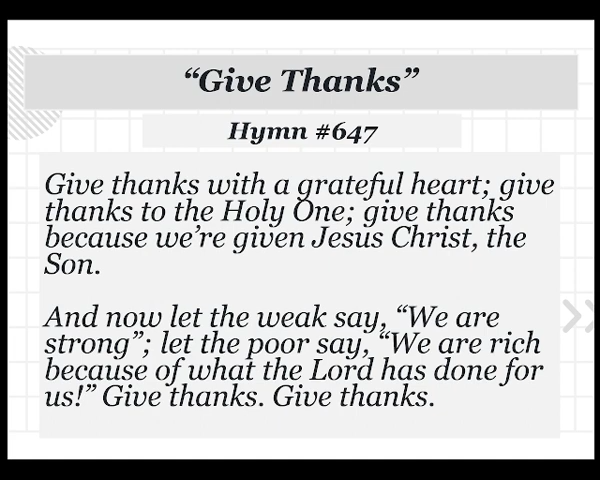 “Give Thanks”
Hymn #647
Give thanks with a grateful heart; give
thanks to the Holy One; give thanks
because we’re given Jesus Christ, the
Son.
And now let the weak say, “We are
strong”; let the poor say, “We are rich
because of what the Lord has done for
us!” Give thanks. Give thanks.